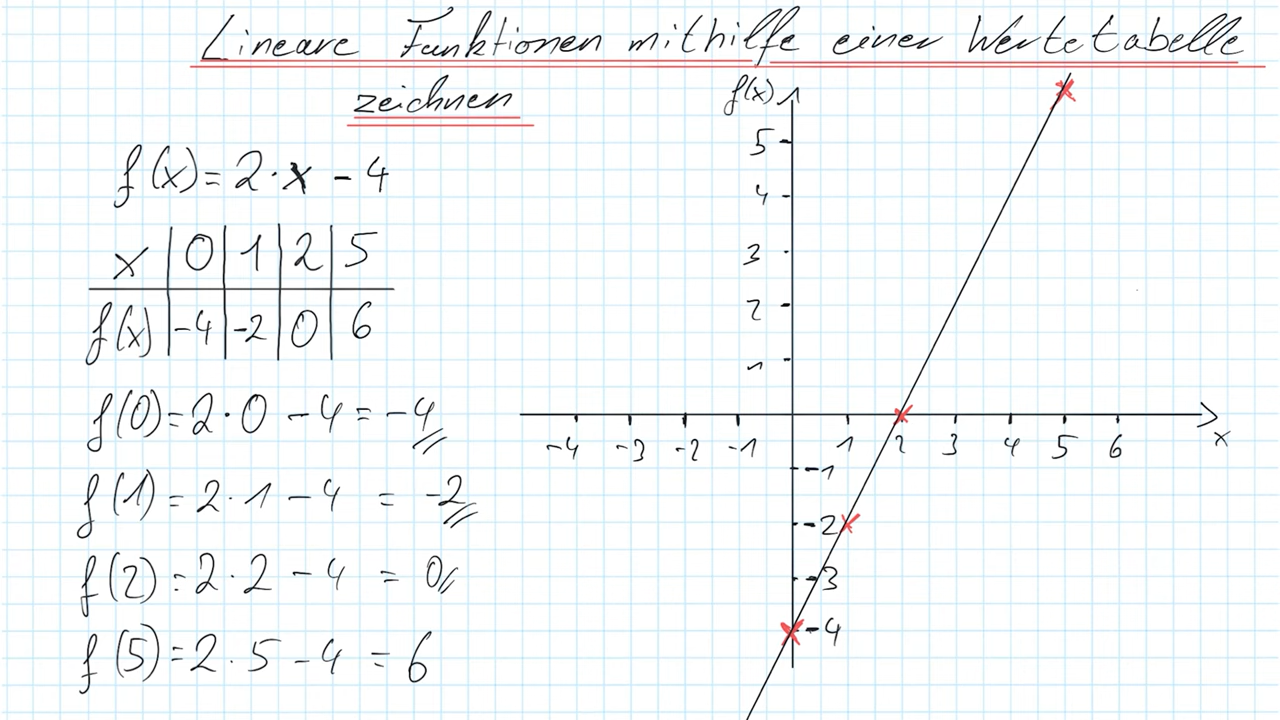 Lineare Funktionen mithilfe einer Wertetabelle
zeichnen
f(x) = 2·x - 4
x | 0 | 1 | 2 | 5
f(x) | -4 | -2 | 0 | 6
f(0) = 2·0 - 4 = -4
f(1) = 2·1 - 4 = -2
f(2) = 2·2 - 4 = 0
f(5) = 2·5 - 4 = 6
f(x)
5
4
3
2
1
-4 -3 -2 -1 1 2 3 4 5 6 x
-1
-2
-3
-4